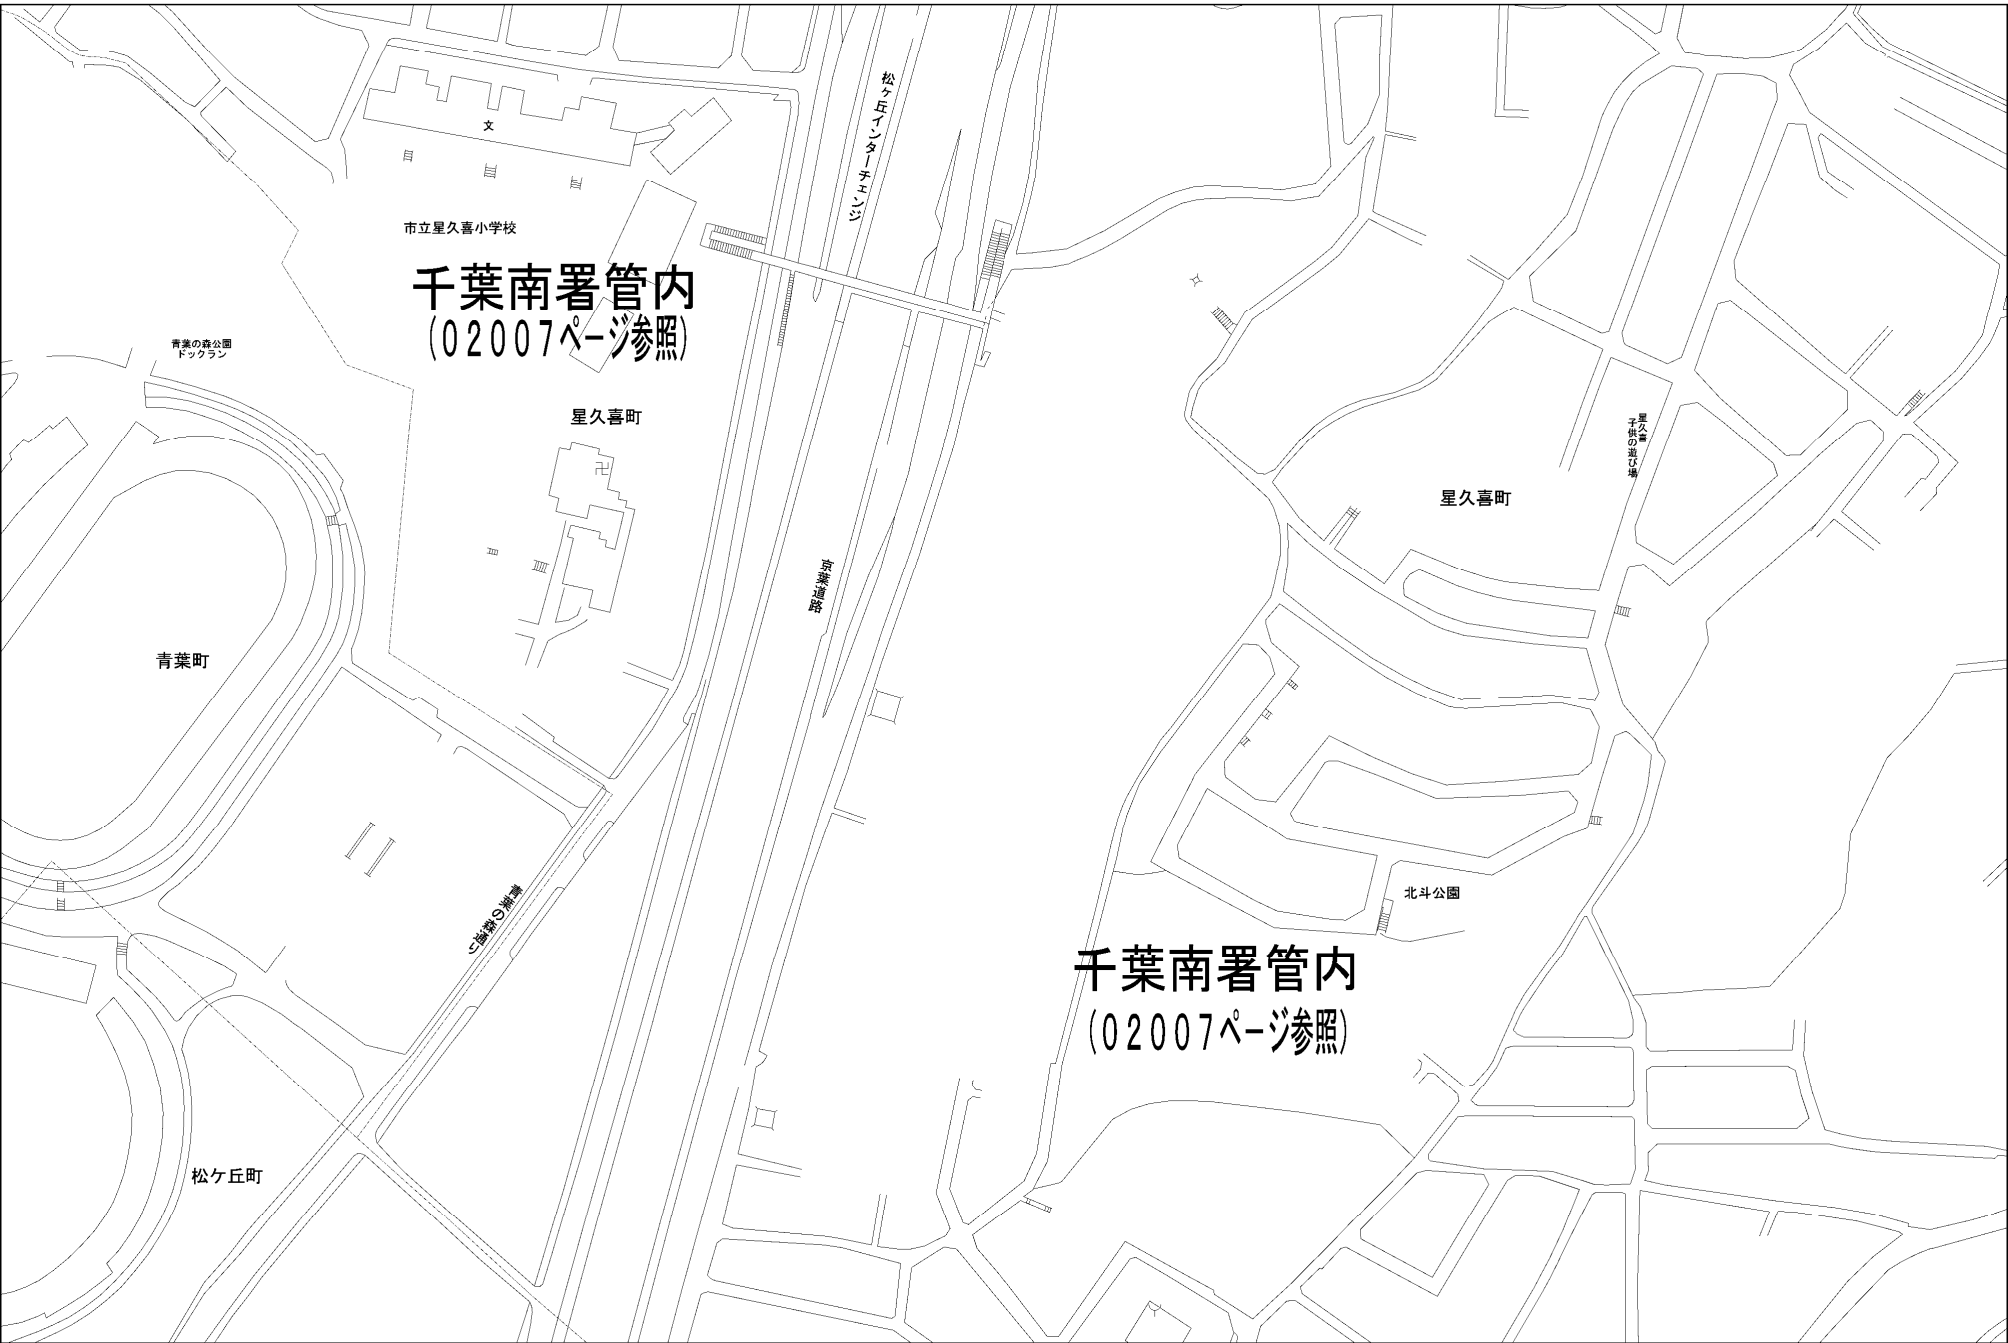 松ヶ丘インターチェンジ
文
市立星久喜小学校
千葉南署管内
(02007ページ参照)
青葉の森公園
ドックラン
星久喜町
星久喜
子供の遊び場
星久喜町
京葉道路
青葉町
北斗公園
青葉の森通り
千葉南署管内
(02007ページ参照)
松ケ丘町